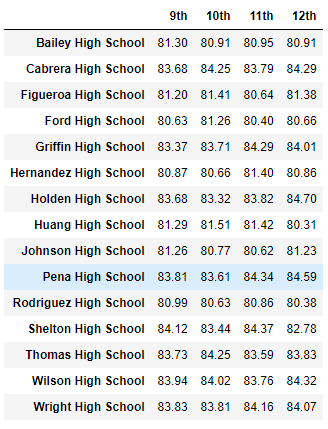 9th 10th 11th 12th
Bailey High School 81.30 80.91 80.95 80.91
Cabrera High School 83.68 84.25 83.79 84.29
Figueroa High School 81.20 81.41 80.64 81.38
Ford High School 80.63 81.26 80.40 80.66
Griffin High School 83.37 83.71 84.29 84.01
Hernandez High School 80.87 80.66 81.40 80.86
Holden High School 83.68 83.32 83.82 84.70
Huang High School 81.29 81.51 81.42 80.31
Johnson High School 81.26 80.77 80.62 81.23
Pena High School 83.81 83.61 84.34 84.59
Rodriguez High School 80.99 80.63 80.86 80.38
Shelton High School 84.12 83.44 84.37 82.78
Thomas High School 83.73 84.25 83.59 83.83
Wilson High School 83.94 84.02 83.76 84.32
Wright High School 83.83 83.81 84.16 84.07